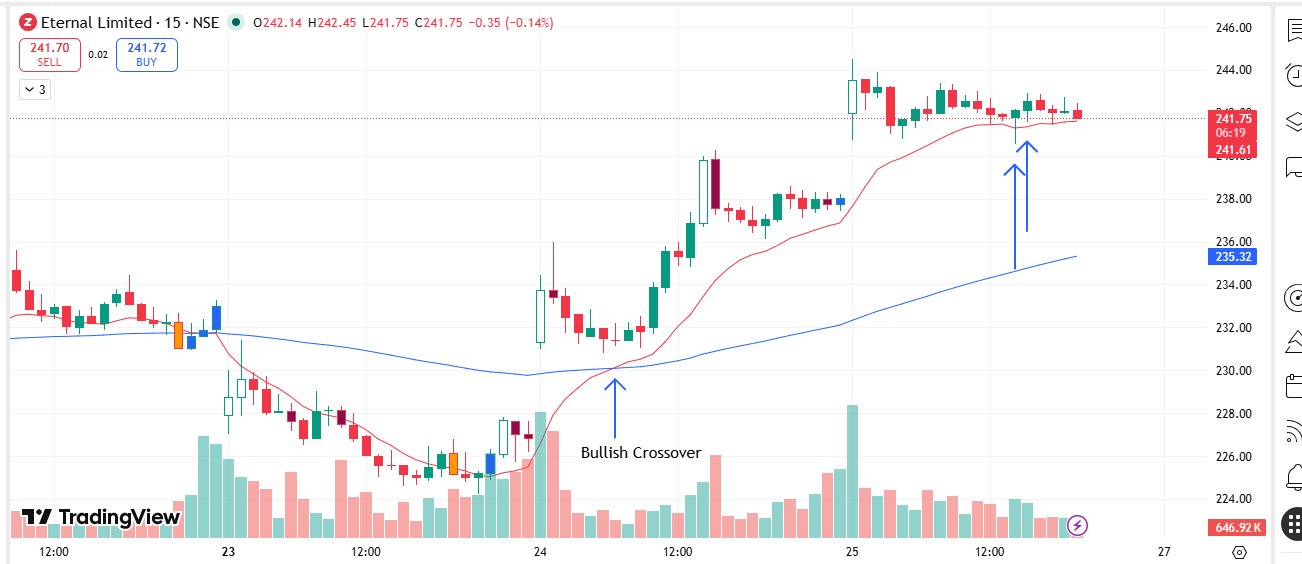 Z Eternal Limited · 15 · NSE O242.14 H242.45 L241.75 C241.75 −0.35 (−0.14%)
241.70 SELL 0.02 241.72 BUY
3
246.00
244.00
241.75
06:19
241.61
238.00
236.00
235.32
234.00
232.00
230.00
228.00
226.00
224.00
Bullish Crossover
TradingView
646.92 K
12:00 23 12:00 24 12:00 25 12:00 27